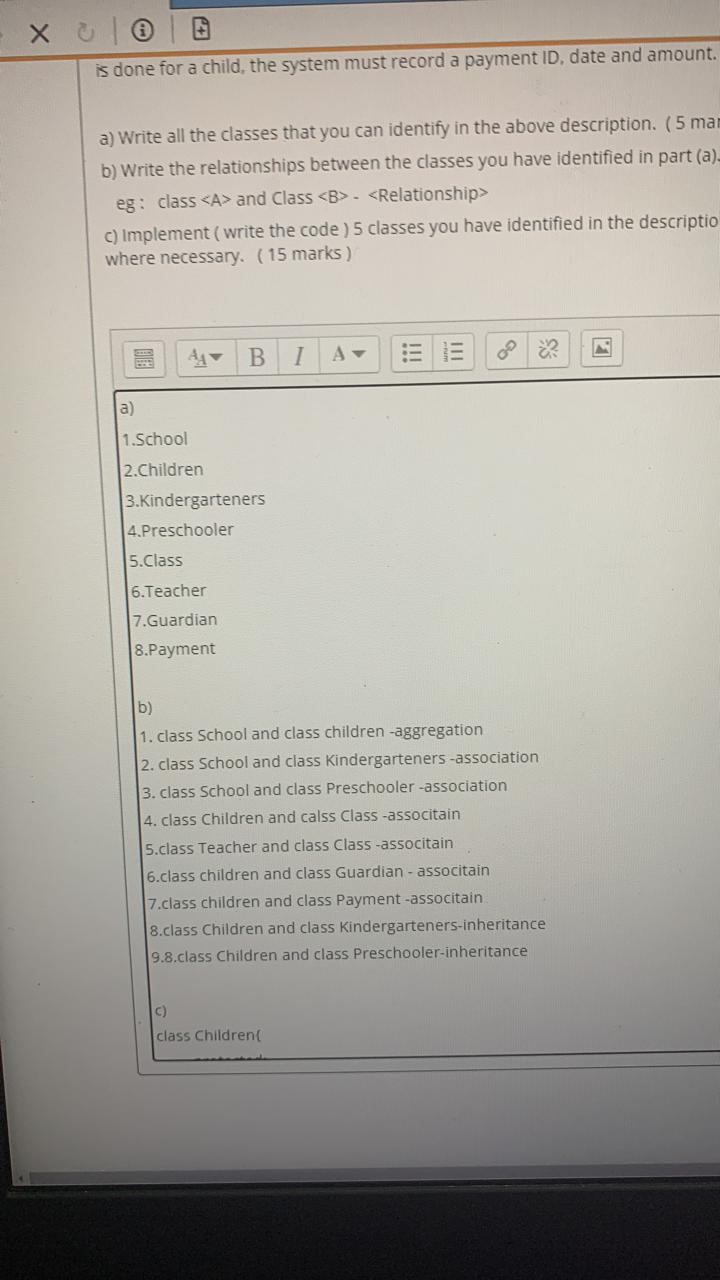 is done for a child, the system must record a payment ID, date and amount.
a) Write all the classes that you can identify in the above description. ( 5 mar
b) Write the relationships between the classes you have identified in part (a).
eg : class <A> and Class <B> - <Relationship>
c) Implement ( write the code ) 5 classes you have identified in the descriptio
where necessary. ( 15 marks )
B I A
a)
1.School
2.Children
3.Kindergarteners
4.Preschooler
5.Class
6.Teacher
7.Guardian
8.Payment
b)
1. class School and class children -aggregation
2. class School and class Kindergarteners -association
3. class School and class Preschooler -association
4. class Children and calss Class -associtain
5.class Teacher and class Class -associtain
6.class children and class Guardian - associtain
7.class children and class Payment -associtain
8.class Children and class Kindergarteners-inheritance
9.8.class Children and class Preschooler-inheritance
c)
class Children{